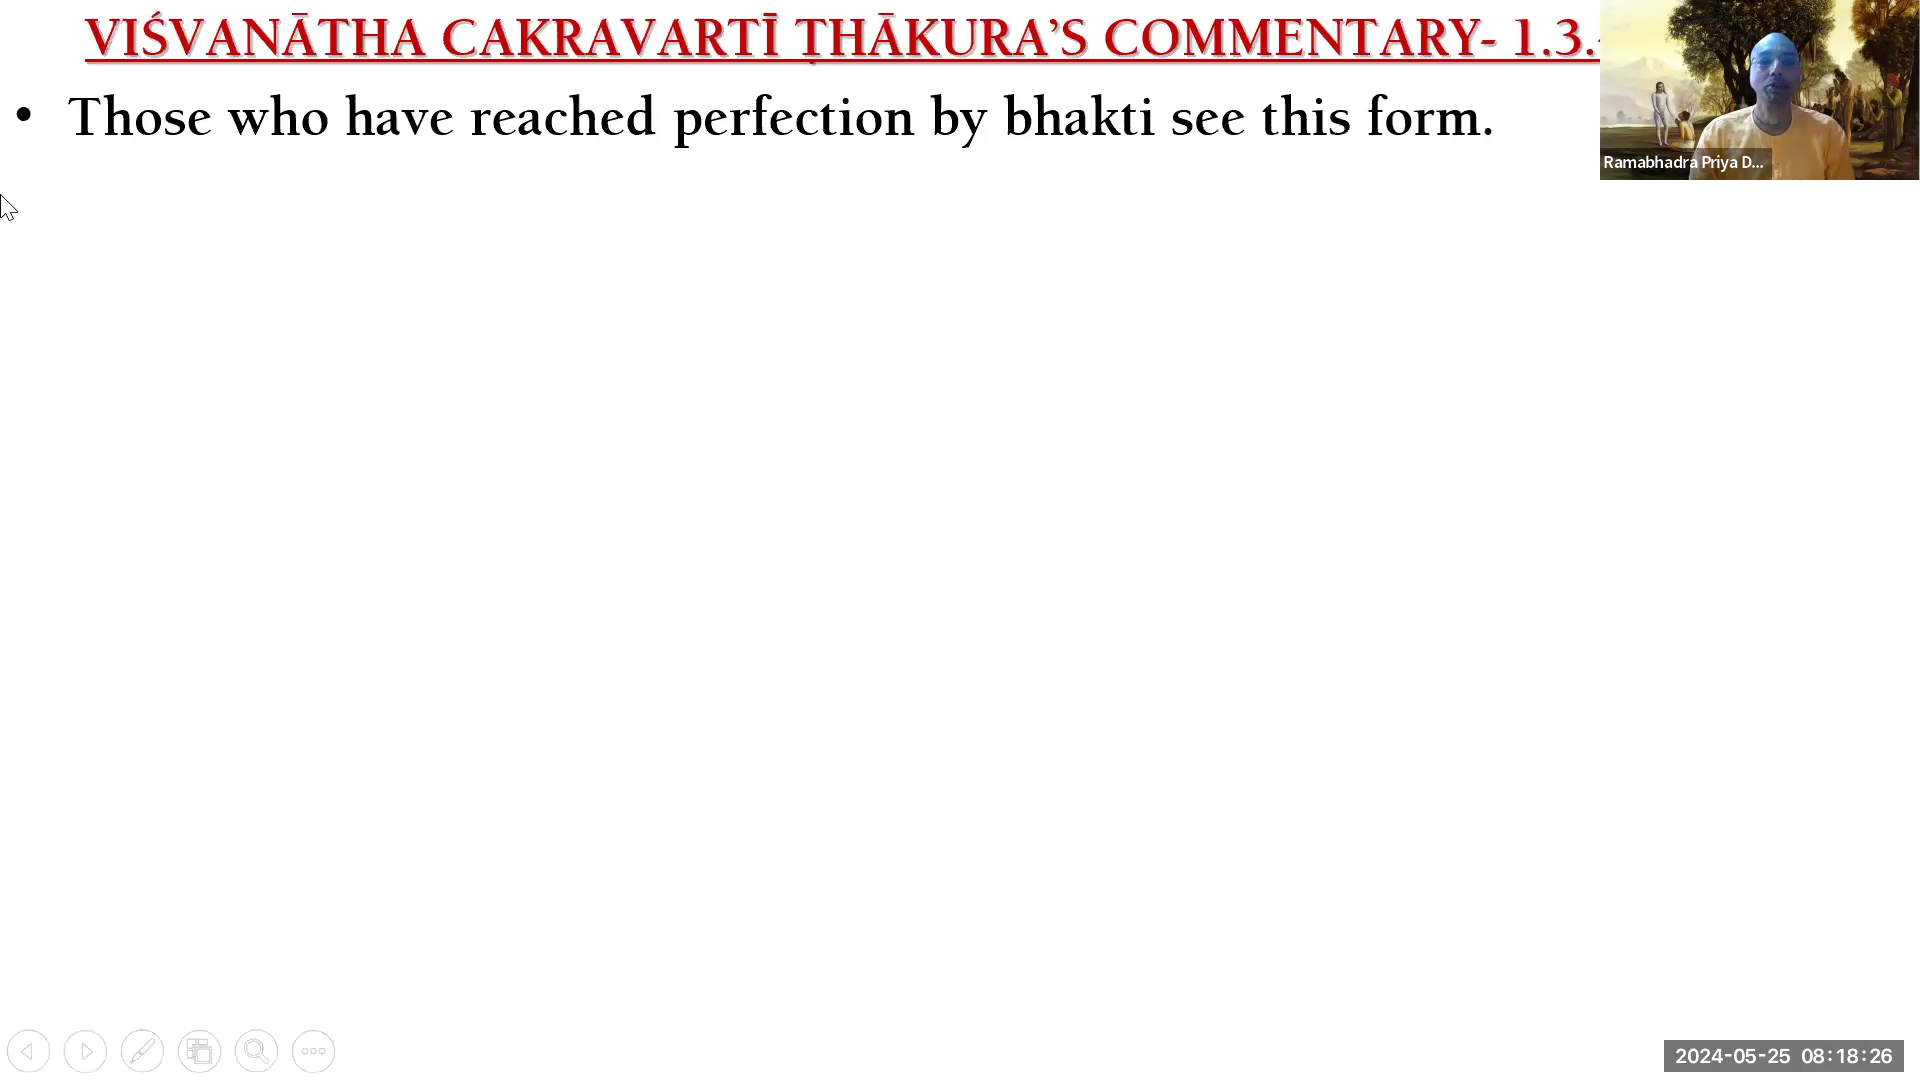 VIŚVANĀTHA CAKRAVARTĪ ṬHĀKURA’S COMMENTARY- 1.3.
• Those who have reached perfection by bhakti see this form.
Ramabhadra Priya D...
2024-05-25 08:18:26